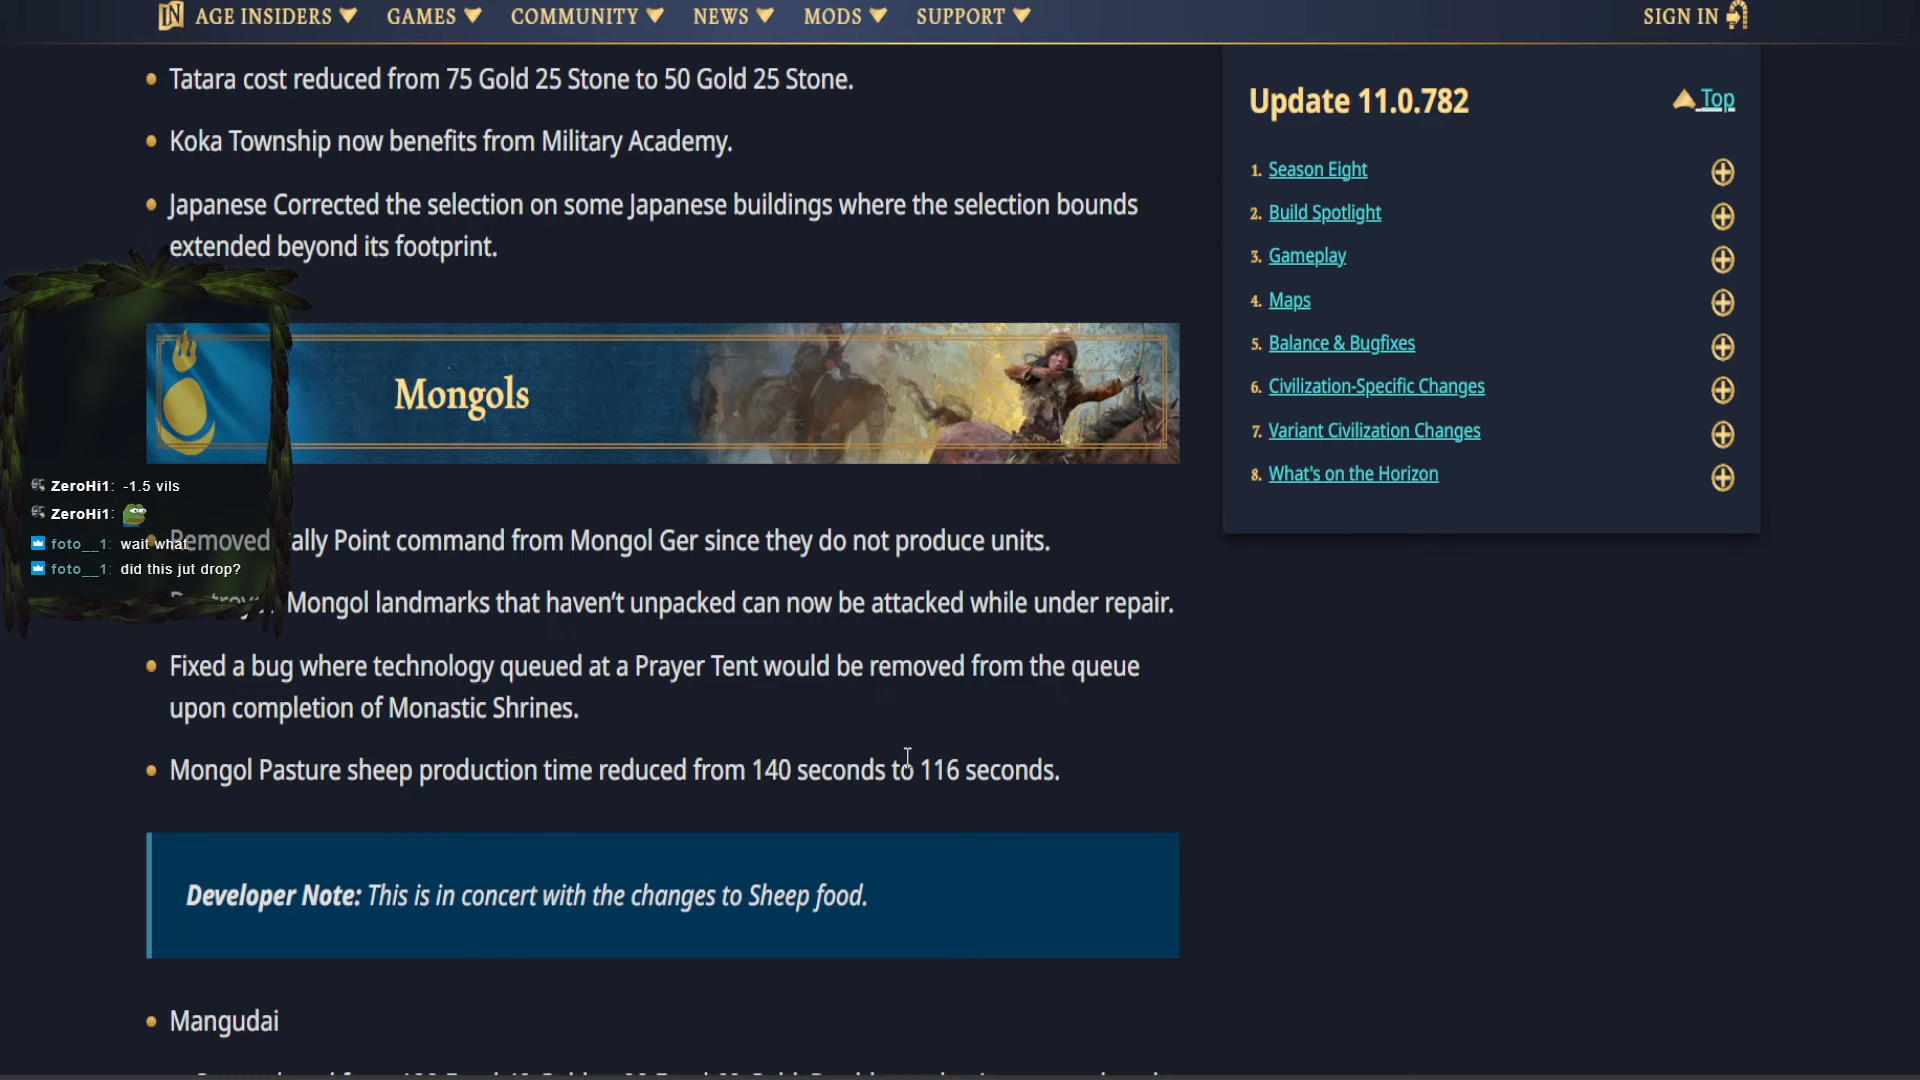 AGE INSIDERS GAMES COMMUNITY NEWS MODS SUPPORT SIGN IN
Tatara cost reduced from 75 Gold 25 Stone to 50 Gold 25 Stone.
Koka Township now benefits from Military Academy.
Japanese Corrected the selection on some Japanese buildings where the selection bounds
extended beyond its footprint.
Mongols
Removed ally Point command from Mongol Ger since they do not produce units.
Mongol landmarks that haven't unpacked can now be attacked while under repair.
Fixed a bug where technology queued at a Prayer Tent would be removed from the queue
upon completion of Monastic Shrines.
Mongol Pasture sheep production time reduced from 140 seconds to 116 seconds.
Developer Note: This is in concert with the changes to Sheep food.
Mangudai
ZeroHi1: -1.5 vils
ZeroHi1:
foto__1: wait what
foto__1: did this jut drop?
Update 11.0.782
Top
1. Season Eight
2. Build Spotlight
3. Gameplay
4. Maps
5. Balance & Bugfixes
6. Civilization-Specific Changes
7. Variant Civilization Changes
8. What's on the Horizon